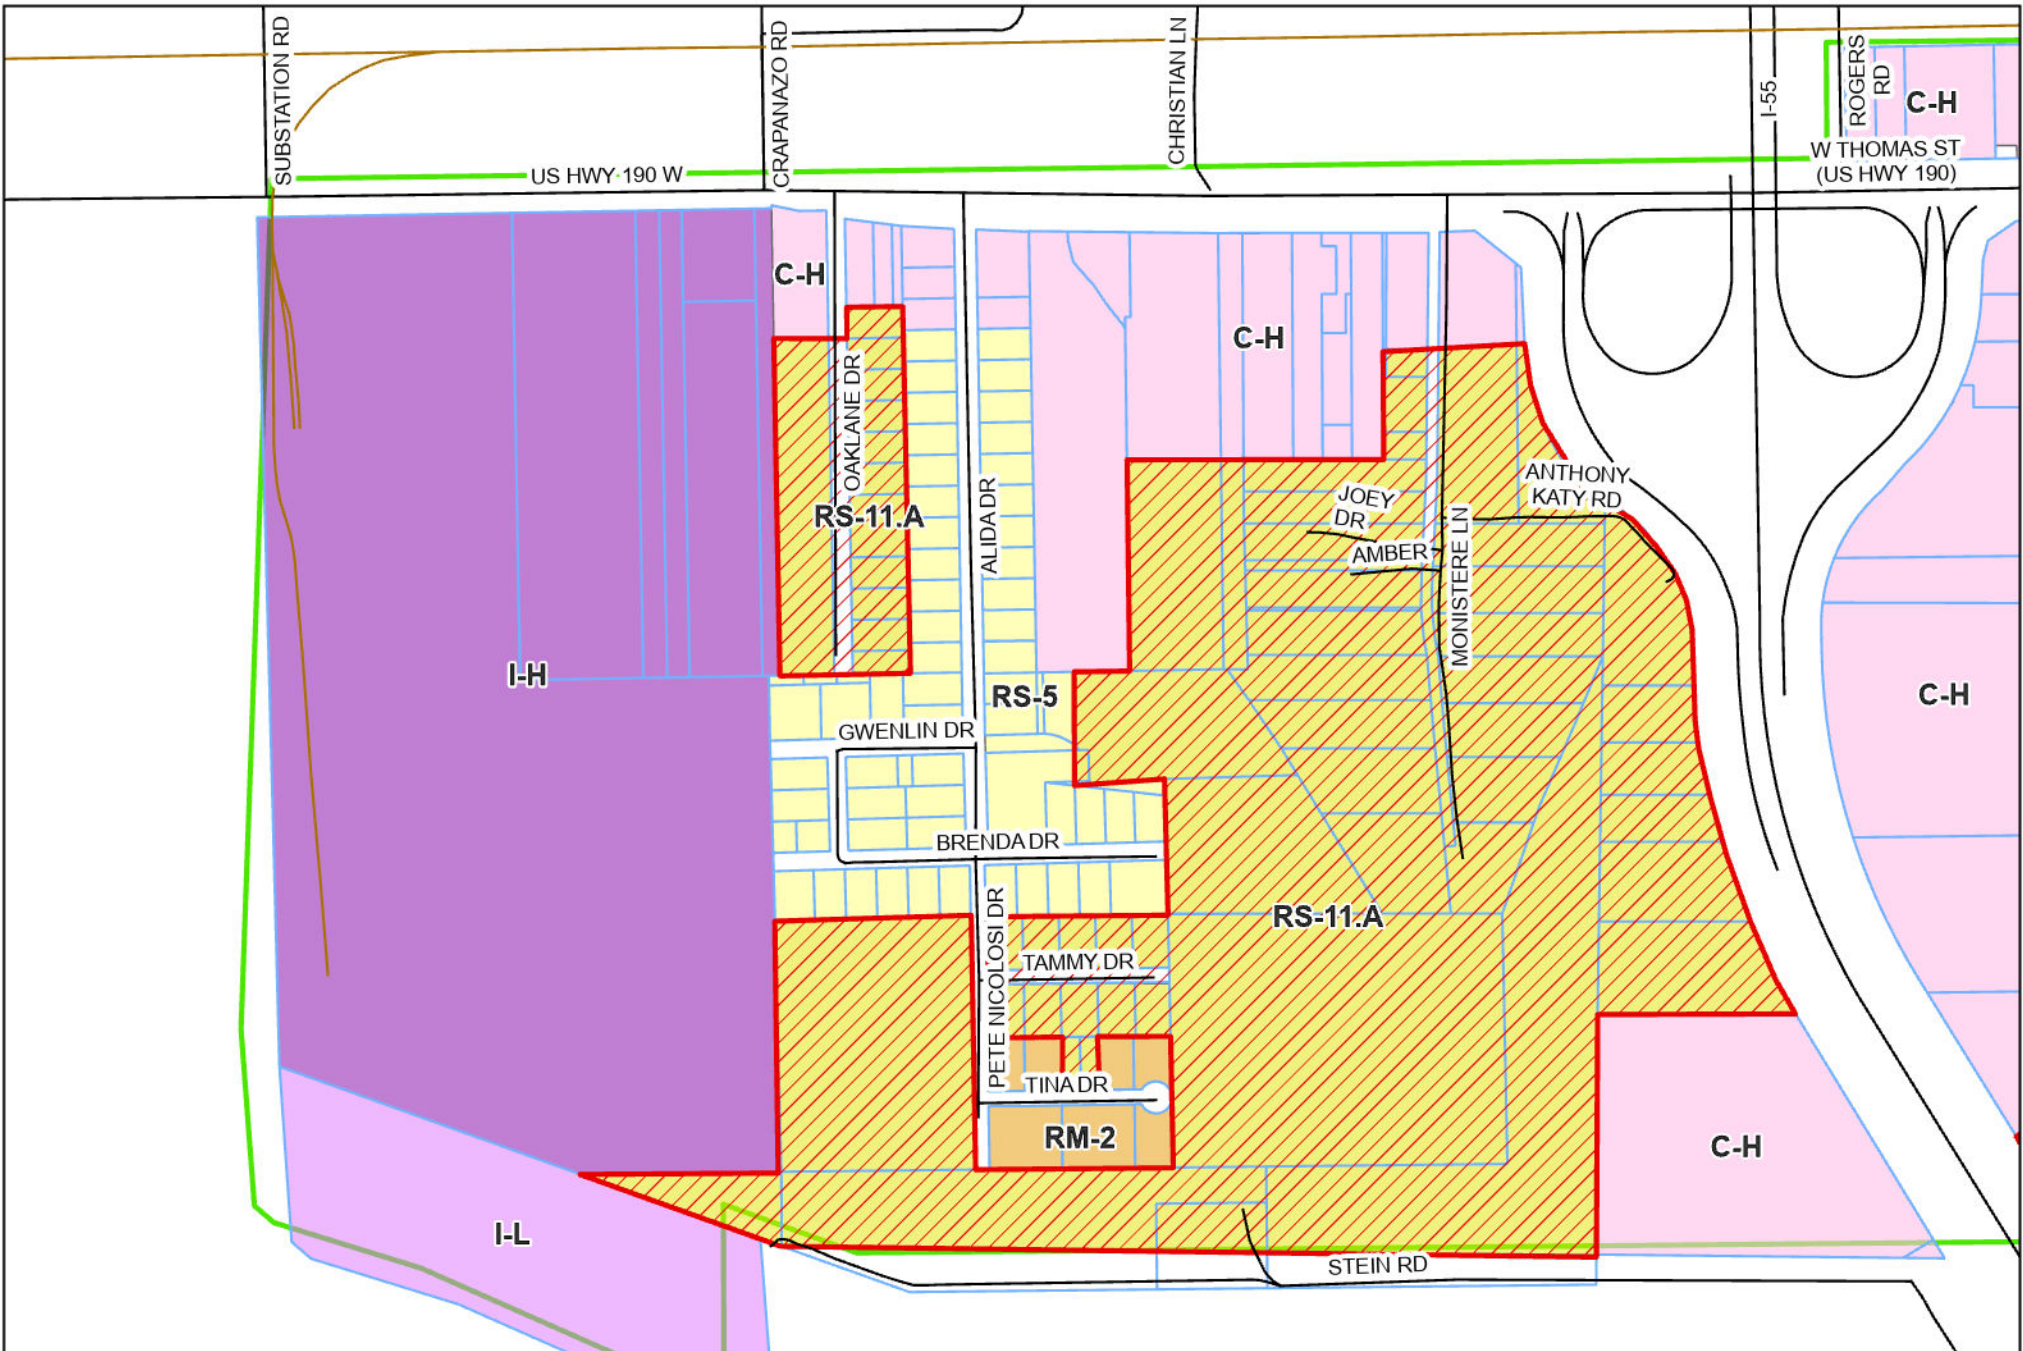 SUBSTATION RD
CRAPANAZO RD
CHRISTIAN LN
I-55
ROGERS
RD
C-H
W THOMAS ST
(US HWY 190)
US HWY 190 W
C-H
C-H
OAKLANE DR
ANTHONY
KATY RD
JOEY
DR
RS-11.A
ALIDA DR
AMBER
MONISTERE LN
I-H
RS-5
C-H
GWENLIN DR
BRENDA DR
RS-11.A
PETE NICOLOSI DR
TAMMY DR
TINA DR
RM-2
C-H
I-L
STEIN RD